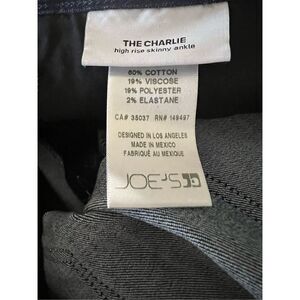 THE CHARLIE
high rise skinny ankle
60% COTTON
19% VISCOSE
19% POLYESTER
2% ELASTANE
CA# 35037 RN# 149497
DESIGNED IN LOS ANGELES
MADE IN MEXICO
FABRIQUÉ AU MEXIQUE
JOE'S